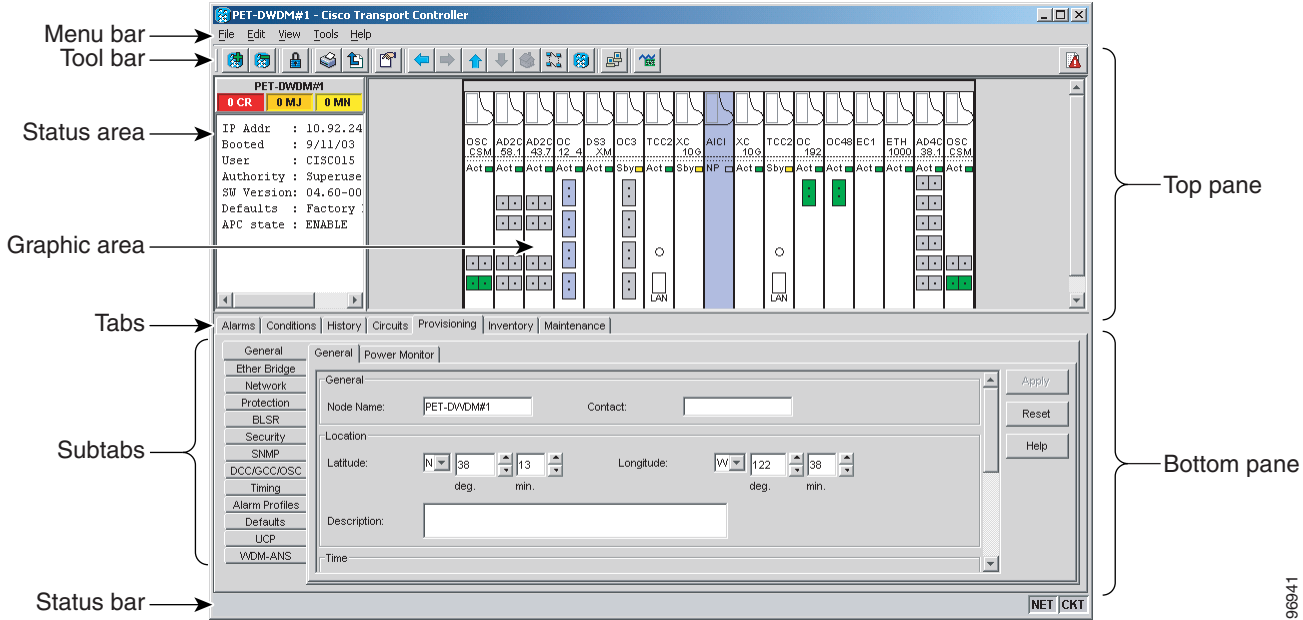 PET-DWDM#1 - Cisco Transport Controller
File Edit View Tools Help
Menu bar
Tool bar
Status area
Graphic area
Tabs
Subtabs
Status bar
PET-DWDM#1
0 CR 0 MJ 0 MN
IP Addr : 10.92.24
Booted : 9/11/03
User : CISCO15
Authority : Superuse
SW Version: 04.60-00
Defaults : Factory
APC state : ENABLE
OSC AD2C AD2C OC DS3 OC3 TCC2 XC AICI XC TCC2 OC OC48 EC1 ETH AD4C OSC
CSM 58.1 43.7 12_4 XM 10G 10G 192 1000 38.1 CSM
Act Act Act Act Act Sby Act Sby NP Act Sby Act Act Act Act Act Act
LAN LAN
Top pane
Alarms Conditions History Circuits Provisioning Inventory Maintenance
General
Ether Bridge
Network
Protection
BLSR
Security
SNMP
DCC/GCC/OSC
Timing
Alarm Profiles
Defaults
UCP
WDM-ANS
General Power Monitor
General
Node Name: PET-DWDM#1 Contact:
Location
Latitude: N 38 13 Longitude: W 122 38
deg. min. deg. min.
Description:
Time
Apply
Reset
Help
Bottom pane
NET CKT
96941